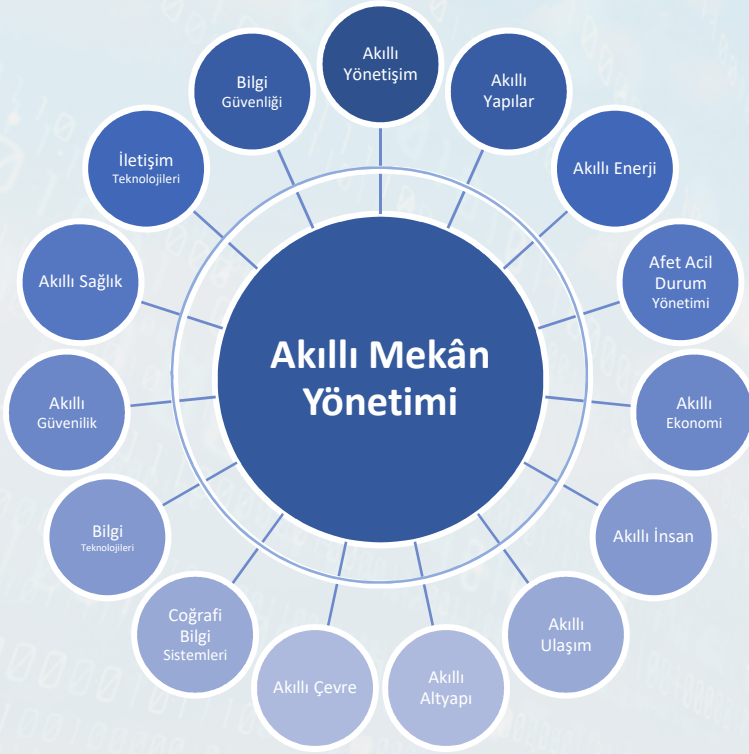 Akıllı
Yönetişim
Akıllı
Yapılar
Akıllı Enerji
Afet Acil
Durum
Yönetimi
Akıllı
Ekonomi
Akıllı İnsan
Akıllı
Ulaşım
Akıllı
Altyapı
Akıllı Çevre
Coğrafi
Bilgi
Sistemleri
Bilgi
Teknolojileri
Akıllı
Güvenilik
Akıllı Sağlık
İletişim
Teknolojileri
Bilgi
Güvenliği
Akıllı Mekân
Yönetimi